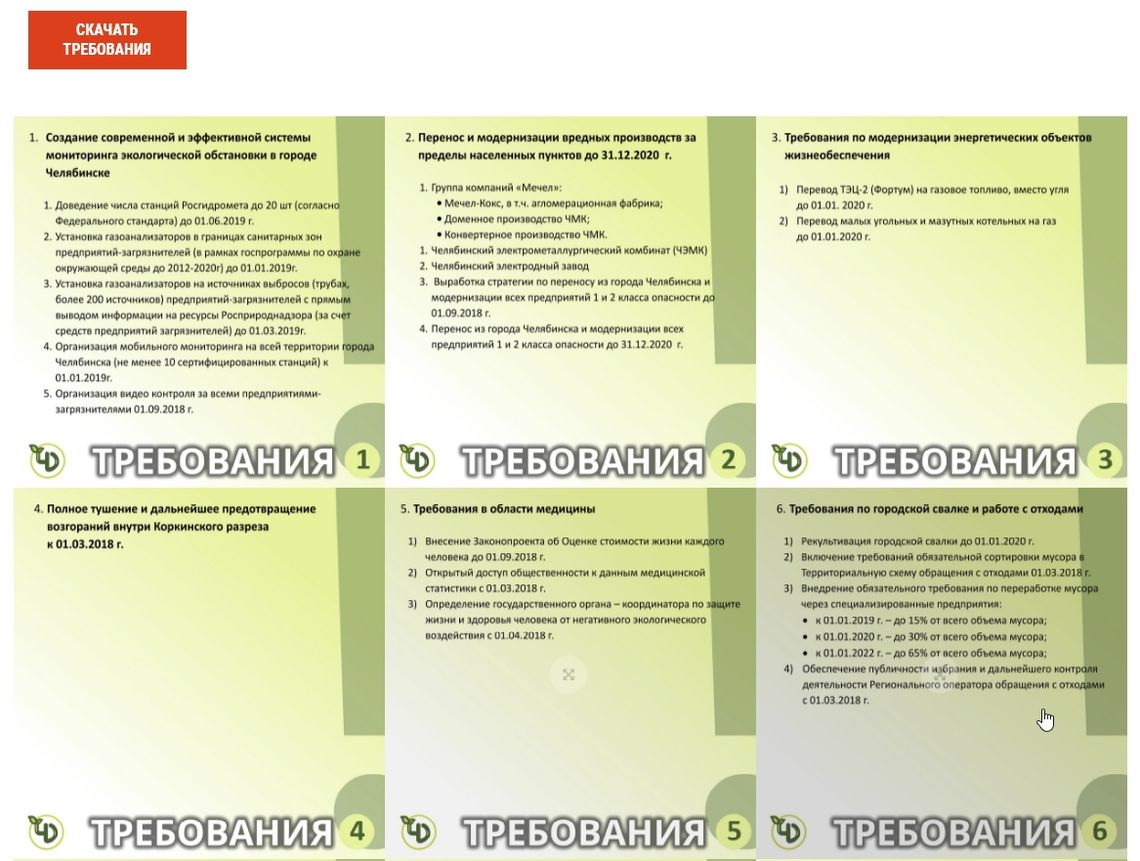 СКАЧАТЬ
ТРЕБОВАНИЯ
1. Создание современной и эффективной системы
мониторинга экологической обстановки в городе
Челябинске
1. Доведение числа станций Росгидромета до 20 шт (согласно
Федерального стандарта) до 01.06.2019 г.
2. Установка газоанализаторов в границах санитарных зон
предприятий-загрязнителей (в рамках госпрограммы по охране
окружающей среды до 2012-2020г) до 01.01.2019г.
3. Установка газоанализаторов на источниках выбросов (трубах,
более 200 источников) предприятий-загрязнителей с прямым
выводом информации на ресурсы Росприроднадзора (за счет
средств предприятий загрязнителей) до 01.03.2019г.
4. Организация мобильного мониторинга на всей территории города
Челябинска (не менее 10 сертифицированных станций) к
01.01.2019г.
5. Организация видео контроля за всеми предприятиями-
загрязнителями 01.09.2018 г.
ЧД ТРЕБОВАНИЯ 1
2. Перенос и модернизации вредных производств за
пределы населенных пунктов до 31.12.2020 г.
1. Группа компаний «Мечел»:
• Мечел-Кокс, в т.ч. агломерационная фабрика;
• Доменное производство ЧМК;
• Конвертерное производство ЧМК.
1. Челябинский электрометаллургический комбинат (ЧЭМК)
2. Челябинский электродный завод
3. Выработка стратегии по переносу из города Челябинска и
модернизации всех предприятий 1 и 2 класса опасности до
01.09.2018 г.
4. Перенос из города Челябинска и модернизации всех
предприятий 1 и 2 класса опасности до 31.12.2020 г.
ЧД ТРЕБОВАНИЯ 2
3. Требования по модернизации энергетических объектов
жизнеобеспечения
1) Перевод ТЭЦ-2 (Фортум) на газовое топливо, вместо угля
до 01.01. 2020 г.
2) Перевод малых угольных и мазутных котельных на газ
до 01.01.2020 г.
ЧД ТРЕБОВАНИЯ 3
4. Полное тушение и дальнейшее предотвращение
возгораний внутри Коркинского разреза
к 01.03.2018 г.
ЧД ТРЕБОВАНИЯ 4
5. Требования в области медицины
1) Внесение Законопроекта об Оценке стоимости жизни каждого
человека до 01.09.2018 г.
2) Открытый доступ общественности к данным медицинской
статистики с 01.03.2018 г.
3) Определение государственного органа – координатора по защите
жизни и здоровья человека от негативного экологического
воздействия с 01.04.2018 г.
ЧД ТРЕБОВАНИЯ 5
6. Требования по городской свалке и работе с отходами
1) Рекультивация городской свалки до 01.01.2020 г.
2) Включение требований обязательной сортировки мусора в
Территориальную схему обращения с отходами 01.03.2018 г.
3) Внедрение обязательного требования по переработке мусора
через специализированные предприятия:
• к 01.01.2019 г. – до 15% от всего объема мусора;
• к 01.01.2020 г. – до 30% от всего объема мусора;
• к 01.01.2022 г. – до 65% от всего объема мусора;
4) Обеспечение публичности избрания и дальнейшего контроля
деятельности Регионального оператора обращения с отходами
с 01.03.2018 г.
ЧД ТРЕБОВАНИЯ 6